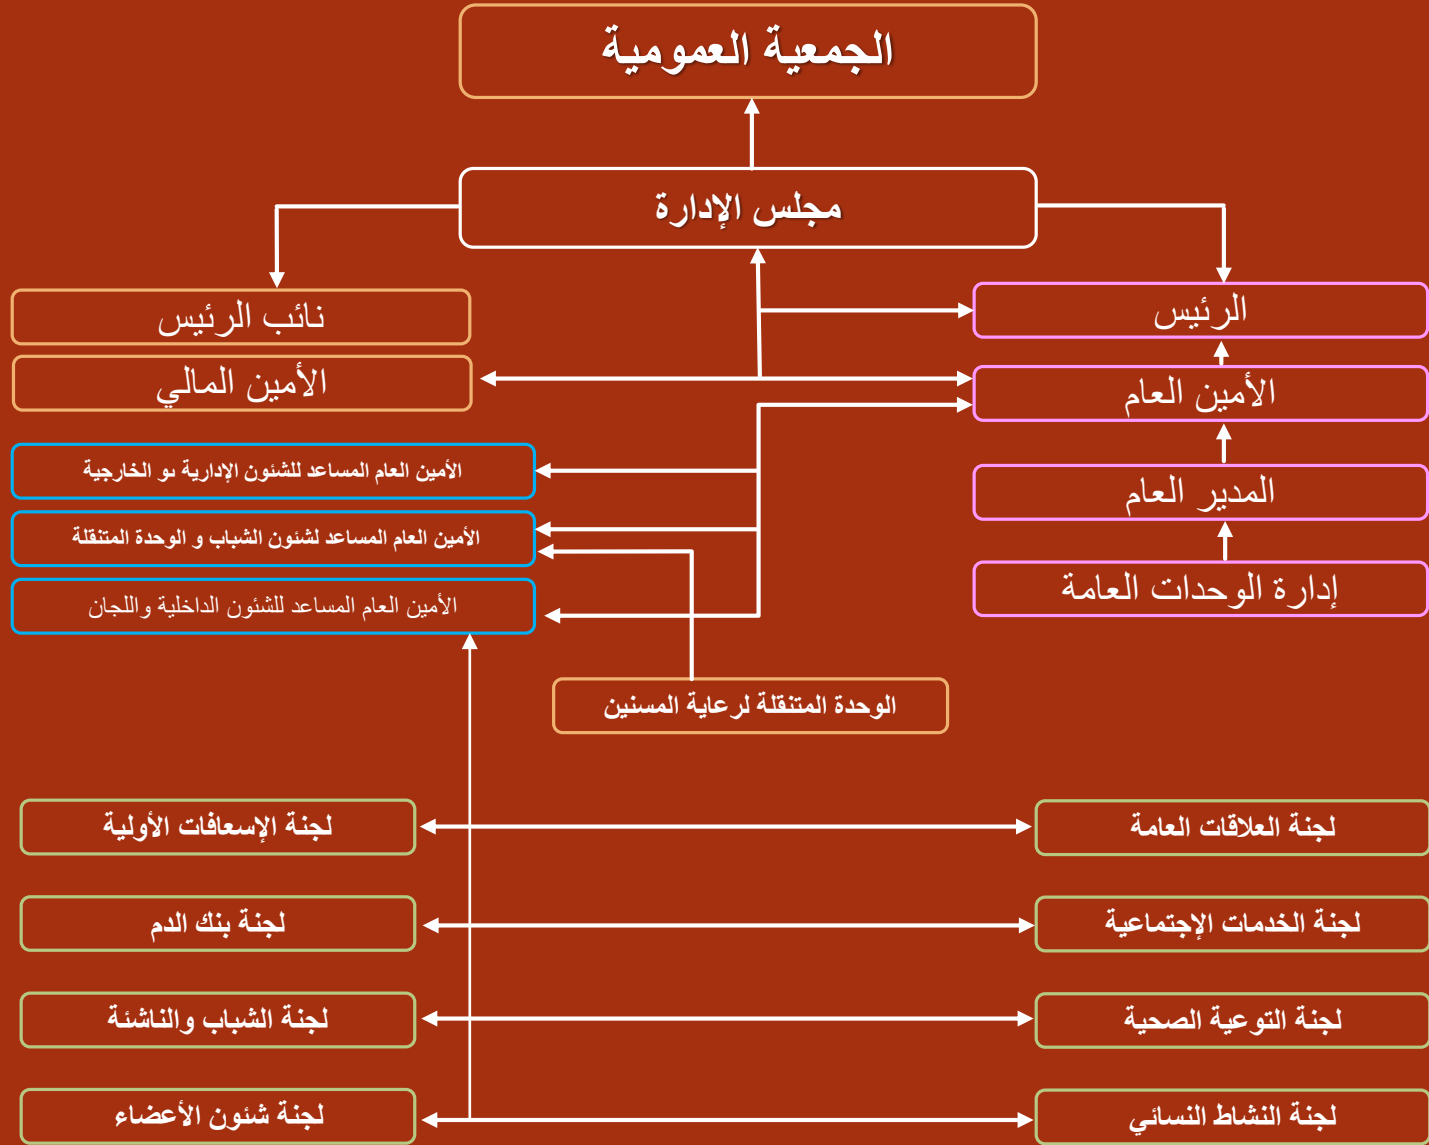 الجمعية العمومية
مجلس الإدارة
الرئيس
نائب الرئيس
الأمين العام
الأمين المالي
المدير العام
إدارة الوحدات العامة
الأمين العام المساعد للشئون الإدارية ىو الخارجية
الأمين العام المساعد لشئون الشباب و الوحدة المتنقلة
الأمين العام المساعد للشئون الداخلية واللجان
الوحدة المتنقلة لرعاية المسنين
لجنة العلاقات العامة
لجنة الإسعافات الأولية
لجنة الخدمات الإجتماعية
لجنة بنك الدم
لجنة التوعية الصحية
لجنة الشباب والناشئة
لجنة النشاط النسائي
لجنة شئون الأعضاء